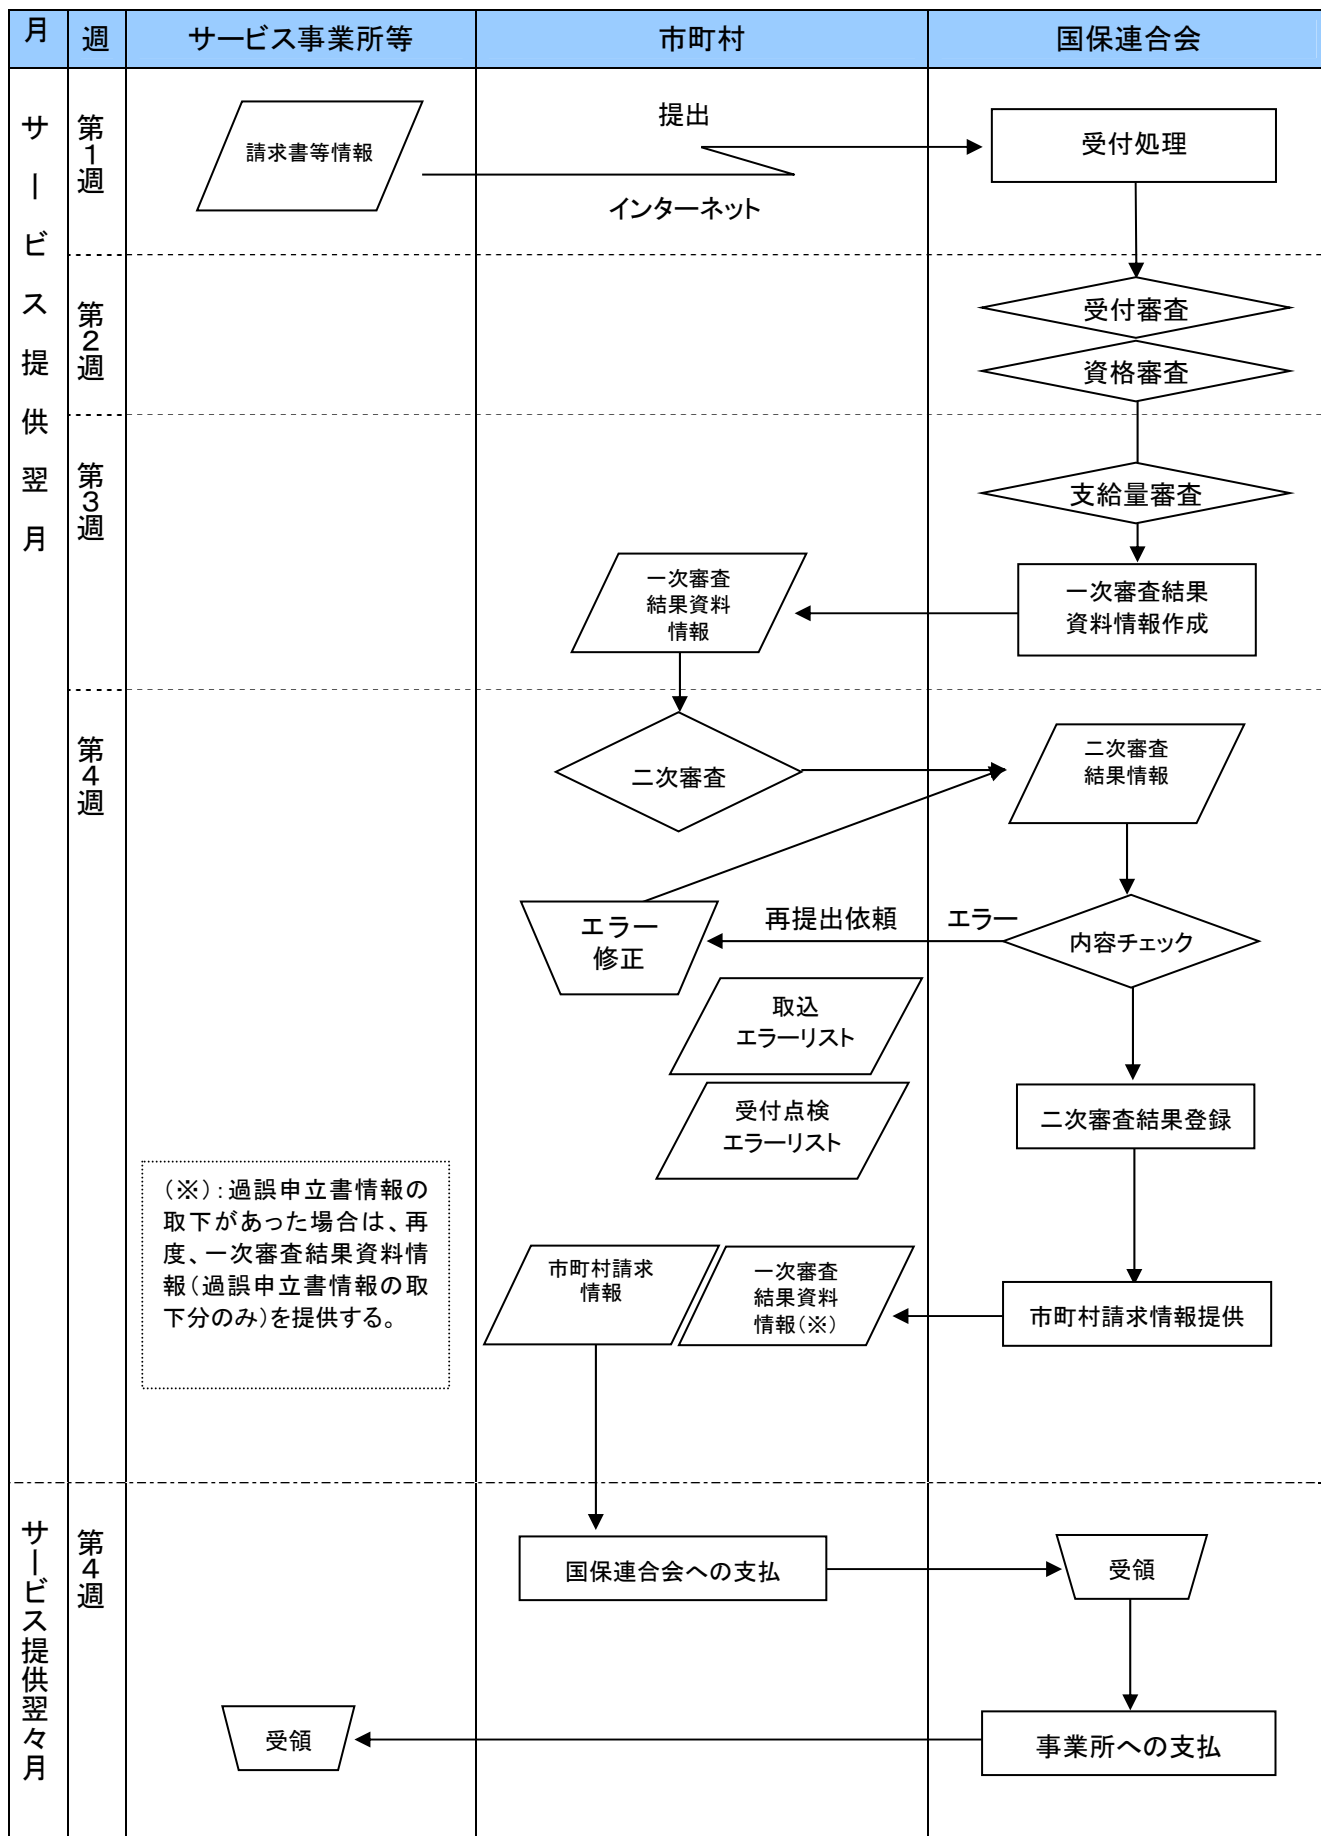 月 週 サービス事業所等 市町村 国保連合会
サービス提供翌月
第1週
請求書等情報
提出
インターネット
受付処理
第2週
受付審査
資格審査
第3週
支給量審査
一次審査
結果資料
情報
一次審査結果
資料情報作成
第4週
二次審査
二次審査
結果情報
エラー
修正
再提出依頼
エラー
内容チェック
取込
エラーリスト
受付点検
エラーリスト
二次審査結果登録
（※）：過誤申立書情報の
取下があった場合は、再
度、一次審査結果資料情
報（過誤申立書情報の取
下分のみ）を提供する。
市町村請求
情報
一次審査
結果資料
情報（※）
市町村請求情報提供
サービス提供翌々月
第4週
国保連合会への支払
受領
受領
事業所への支払